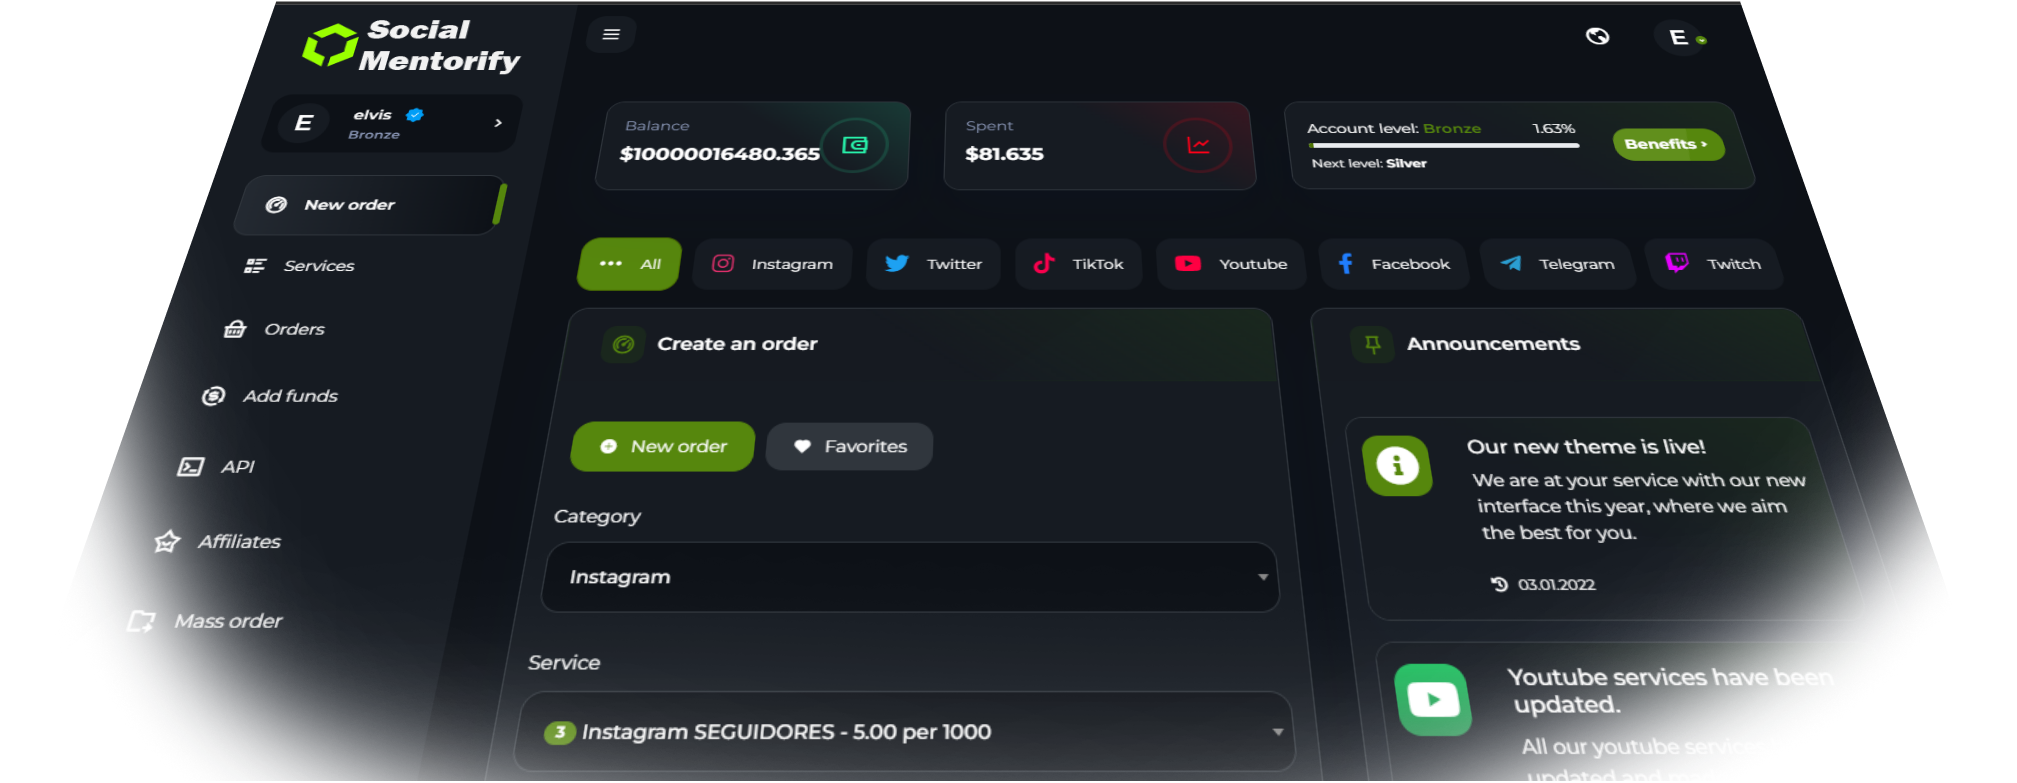 Social
Mentorify
E
elvis
Bronze
New order
Services
Orders
Add funds
API
Affiliates
Mass order
E
Balance
$10000016480.365
Spent
$81.635
Account level: Bronze
1.63%
Next level: Silver
Benefits
All
Instagram
Twitter
TikTok
Youtube
Facebook
Telegram
Twitch
Create an order
New order
Favorites
Category
Instagram
Service
3 Instagram SEGUIDORES - 5.00 per 1000
Announcements
Our new theme is live!
We are at your service with our new
interface this year, where we aim
the best for you.
03.01.2022
Youtube services have been
updated.
All our youtube
updated and